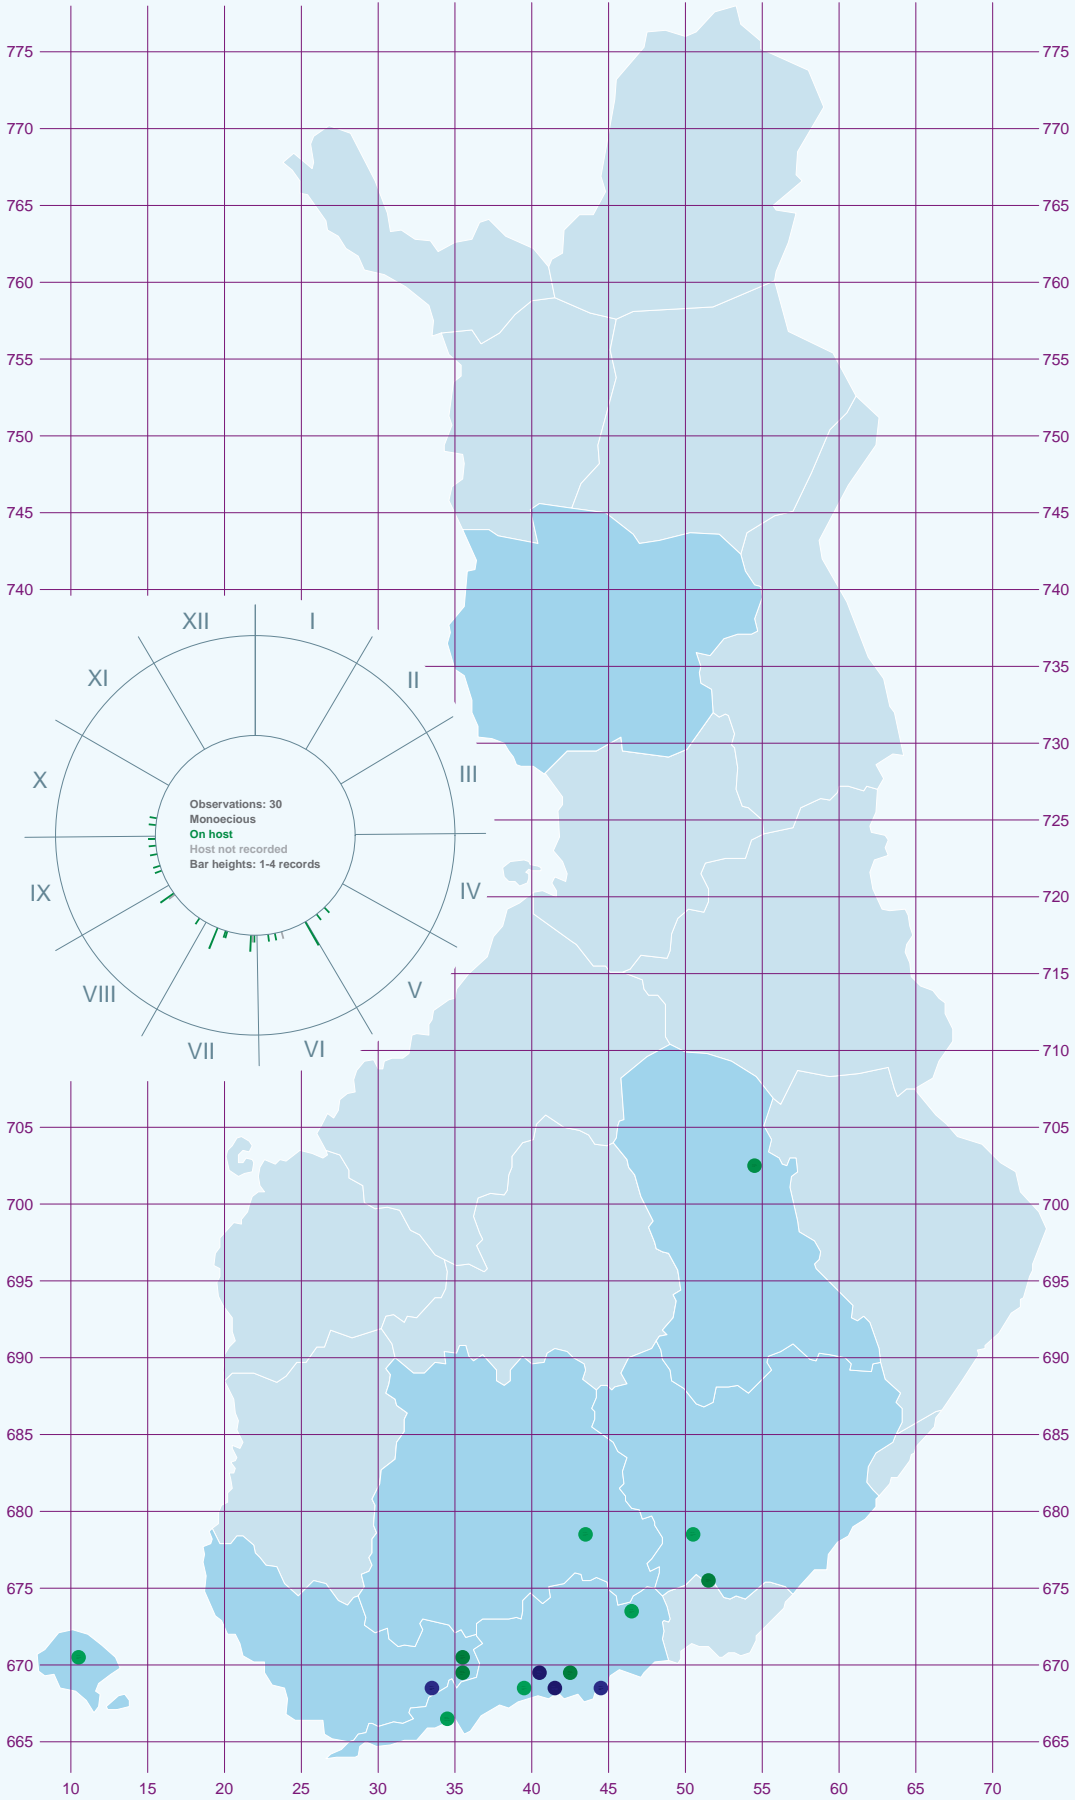 775 775
770 770
765 765
760 760
755 755
750 750
745 745
740 740
XII I
XI II
735
730
X III
Observations: 30
Monoecious
On host
Host not recorded
Bar heights: 1-4 records
725
IX IV
720
VIII V
715
VII VI
710
705 705
700 700
695 695
690 690
685 685
680 680
675 675
670 670
665 665
10 15 20 25 30 35 40 45 50 55 60 65 70